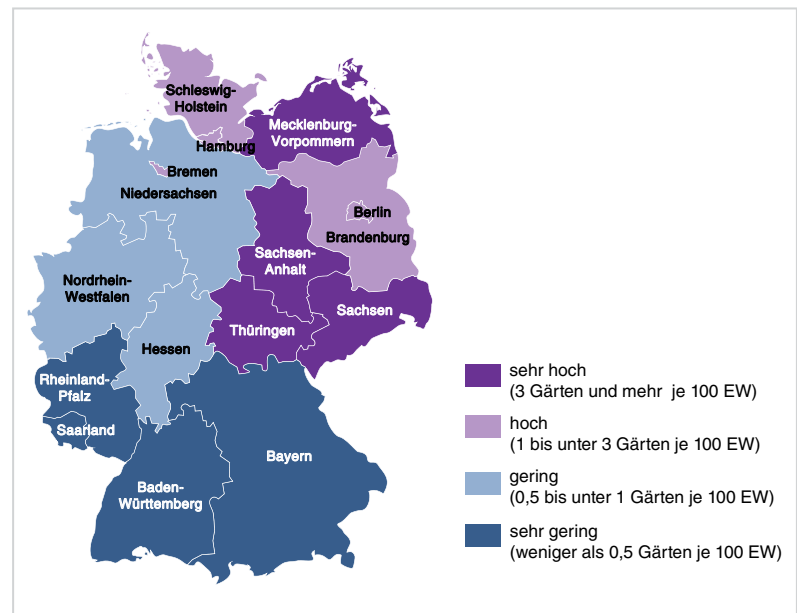 Schleswig-
Holstein
Mecklenburg-
Vorpommern
Hamburg
Bremen
Niedersachsen
Berlin
Brandenburg
Sachsen-
Anhalt
Nordrhein-
Westfalen
Sachsen
Thüringen
Hessen
Rheinland-
Pfalz
Saarland
Bayern
Baden-
Württemberg
sehr hoch
(3 Gärten und mehr je 100 EW)
hoch
(1 bis unter 3 Gärten je 100 EW)
gering
(0,5 bis unter 1 Gärten je 100 EW)
sehr gering
(weniger als 0,5 Gärten je 100 EW)